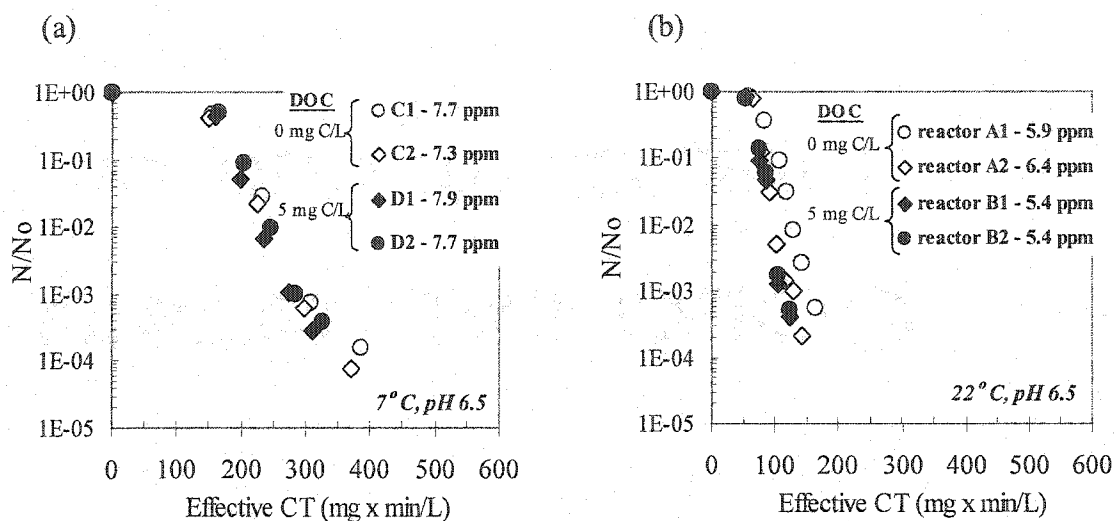 (a)
(b)
DOC
0 mg C/L
5 mg C/L
C1 - 7.7 ppm
C2 - 7.3 ppm
D1 - 7.9 ppm
D2 - 7.7 ppm
N/No
1E+00
1E-01
1E-02
1E-03
1E-04
1E-05
7° C, pH 6.5
0 100 200 300 400 500 600
Effective CT (mg x min/L)
DOC
0 mg C/L
5 mg C/L
reactor A1 - 5.9 ppm
reactor A2 - 6.4 ppm
reactor B1 - 5.4 ppm
reactor B2 - 5.4 ppm
N/No
1E+00
1E-01
1E-02
1E-03
1E-04
1E-05
22° C, pH 6.5
0 100 200 300 400 500 600
Effective CT (mg x min/L)